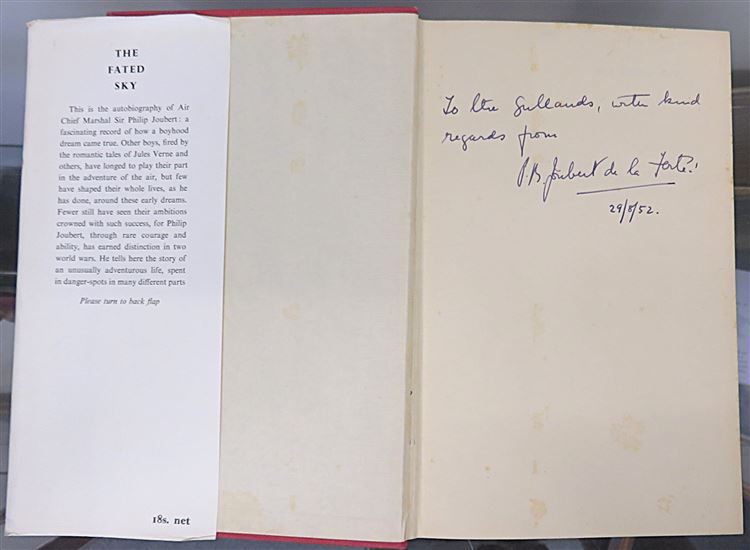 THE
FATED
SKY
This is the autobiography of Air
Chief Marshal Sir Philip Joubert: a
fascinating record of how a boyhood
dream came true. Other boys, fired by
the romantic tales of Jules Verne and
others, have longed to play their part
in the adventure of the air, but few
have shaped their whole lives, as he
has done, around these early dreams.
Fewer still have seen their ambitions
crowned with such success, for Philip
Joubert, through rare courage and
ability, has earned distinction in two
world wars. He tells here the story of
an unusually adventurous life, spent
in danger-spots in many different parts
Please turn to back flap
18s. net
To the Gullands, with kind
regards from
P.B. Joubert de la Ferté.
29/8/52.